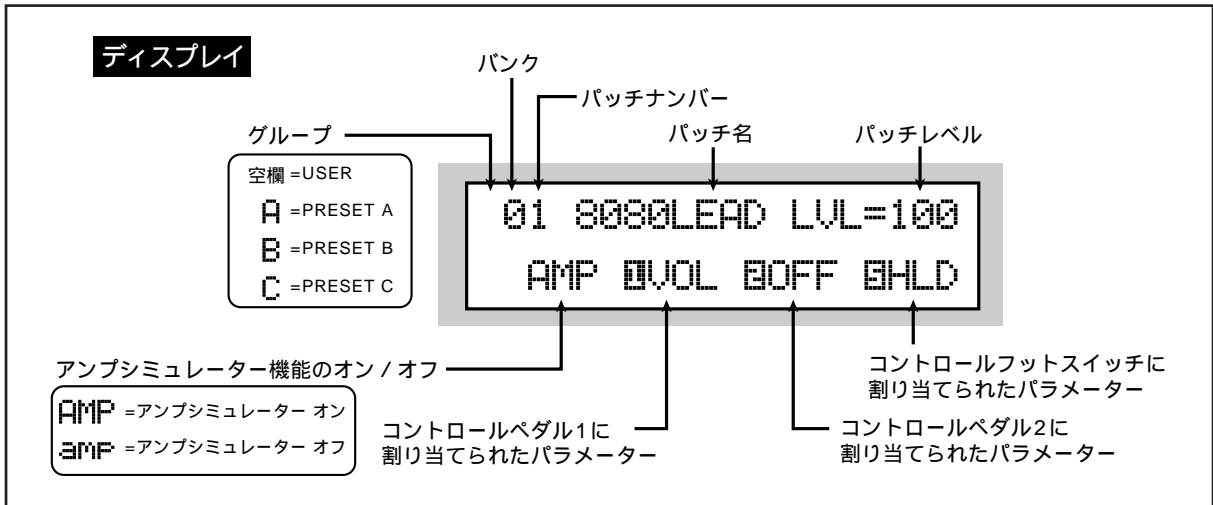 ディスプレイ
バンク
パッチナンバー
グループ
パッチ名
パッチレベル
空欄 =USER
A =PRESET A
B =PRESET B
C =PRESET C
01 8080LEAD LVL=100
AMP 1VOL 2OFF SHLD
アンプシミュレーター機能のオン / オフ
AMP =アンプシミュレーター オン
amp =アンプシミュレーター オフ
コントロールペダル1に
割り当てられたパラメーター
コントロールペダル2に
割り当てられたパラメーター
コントロールフットスイッチに
割り当てられたパラメーター